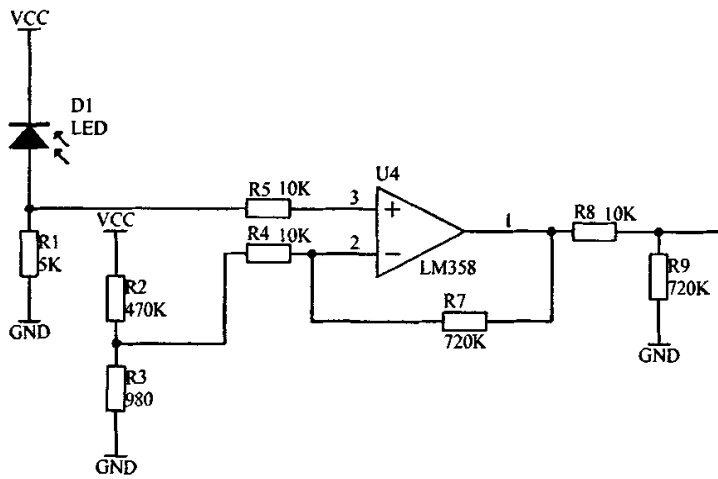 VCC
D1
LED
R1
5K
GND
VCC
R2
470K
R3
980
GND
R5 10K
R4 10K
3
2
U4
LM358
1
R7
720K
R8 10K
R9
720K
GND